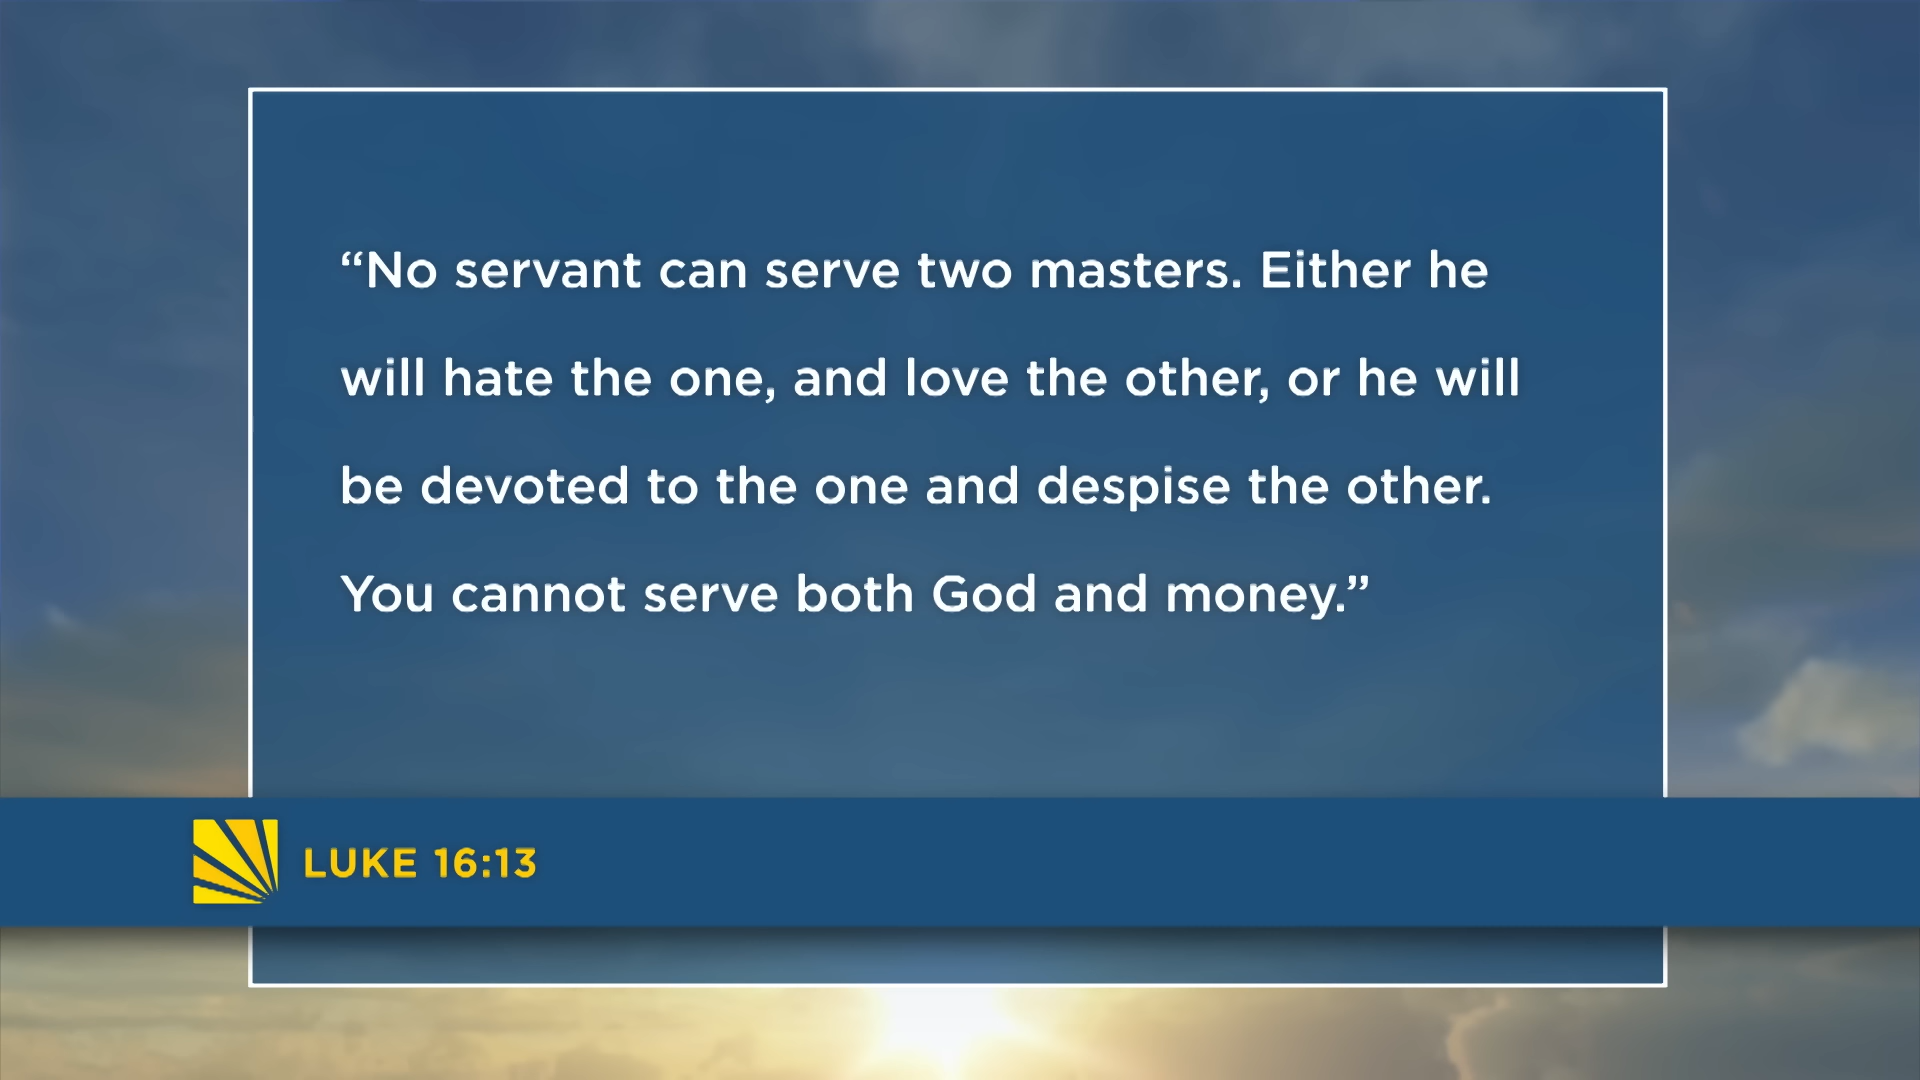 “No servant can serve two masters. Either he
will hate the one, and love the other, or he will
be devoted to the one and despise the other.
You cannot serve both God and money.”
LUKE 16:13